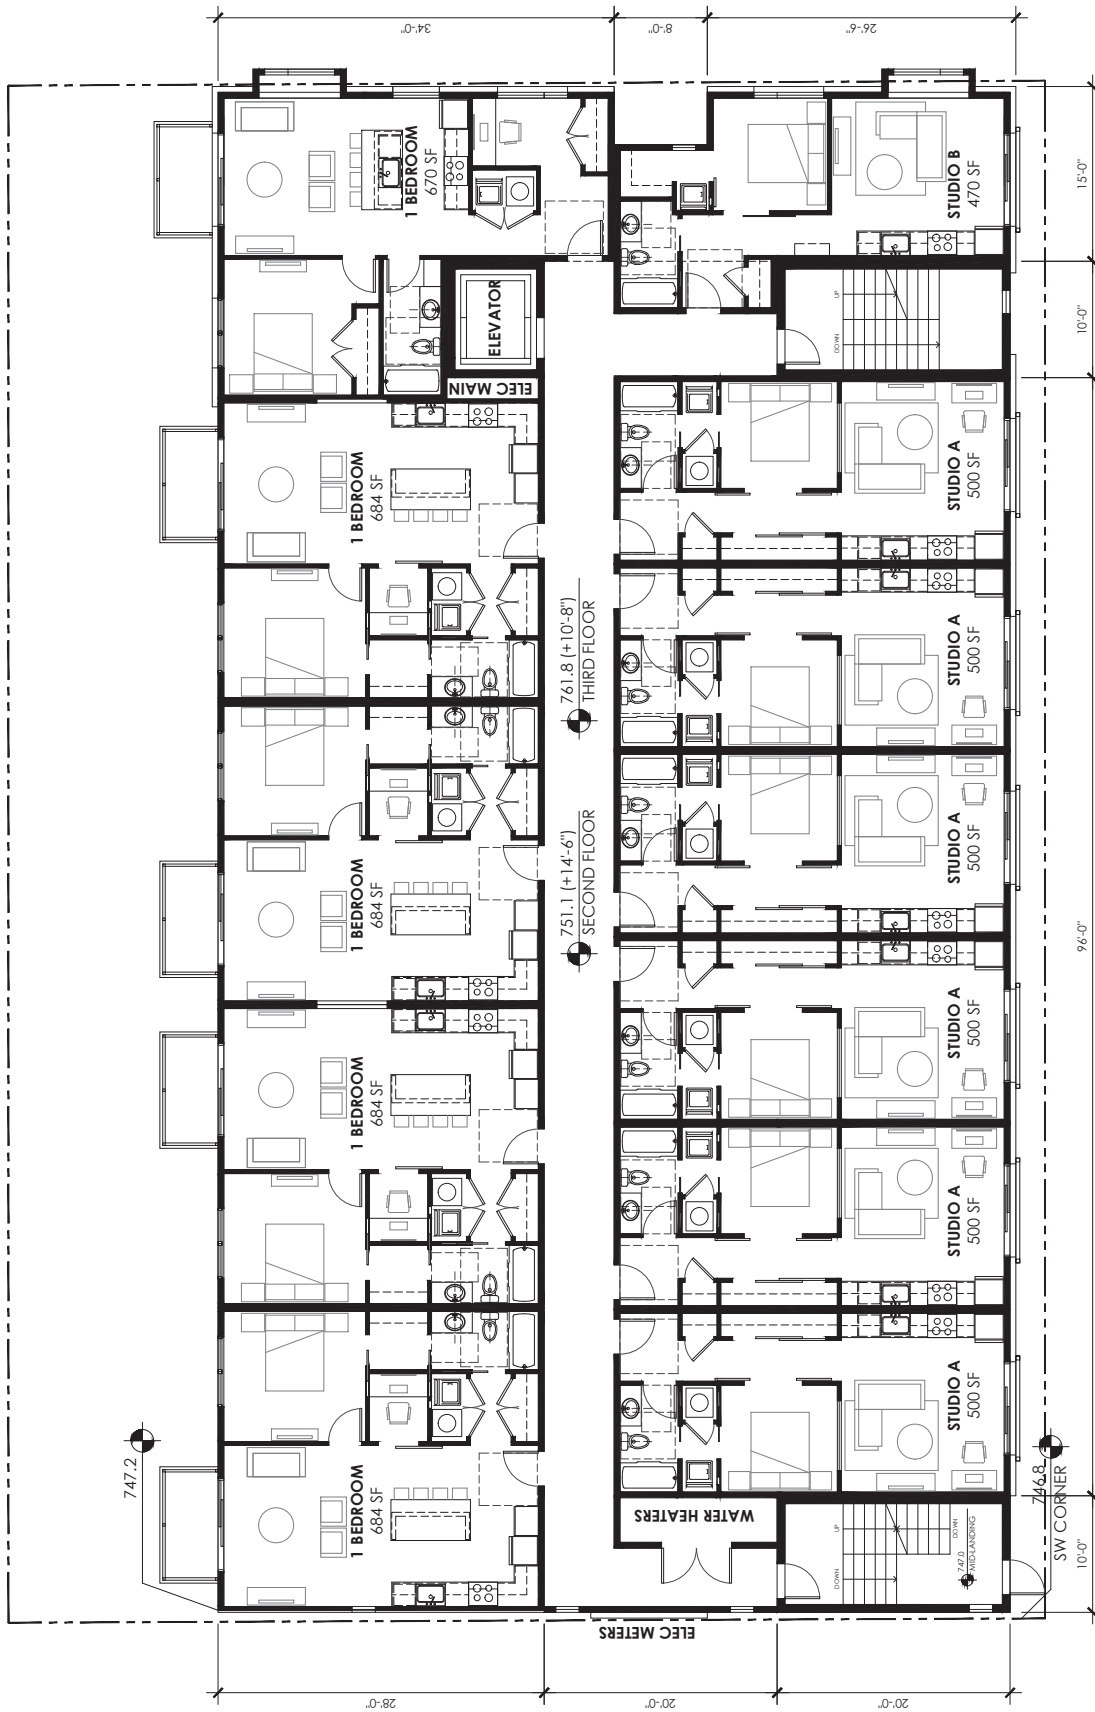 34'-0"
8'-0"
26'-6"
1 BEDROOM
670 SF
STUDIO B
470 SF
15'-0"
ELEVATOR
UP
DOWN
10'-0"
ELEC MAIN
1 BEDROOM
684 SF
STUDIO A
500 SF
761.8 (+10'-8")
THIRD FLOOR
STUDIO A
500 SF
751.1 (+14'-6")
SECOND FLOOR
1 BEDROOM
684 SF
STUDIO A
500 SF
96'-0"
STUDIO A
500 SF
1 BEDROOM
684 SF
STUDIO A
500 SF
STUDIO A
500 SF
747.2
1 BEDROOM
684 SF
WATER HEATERS
UP
DOWN
DOWN
747.0
MID-LANDING
746.8
SW CORNER
10'-0"
ELEC METERS
28'-0"
20'-0"
20'-0"